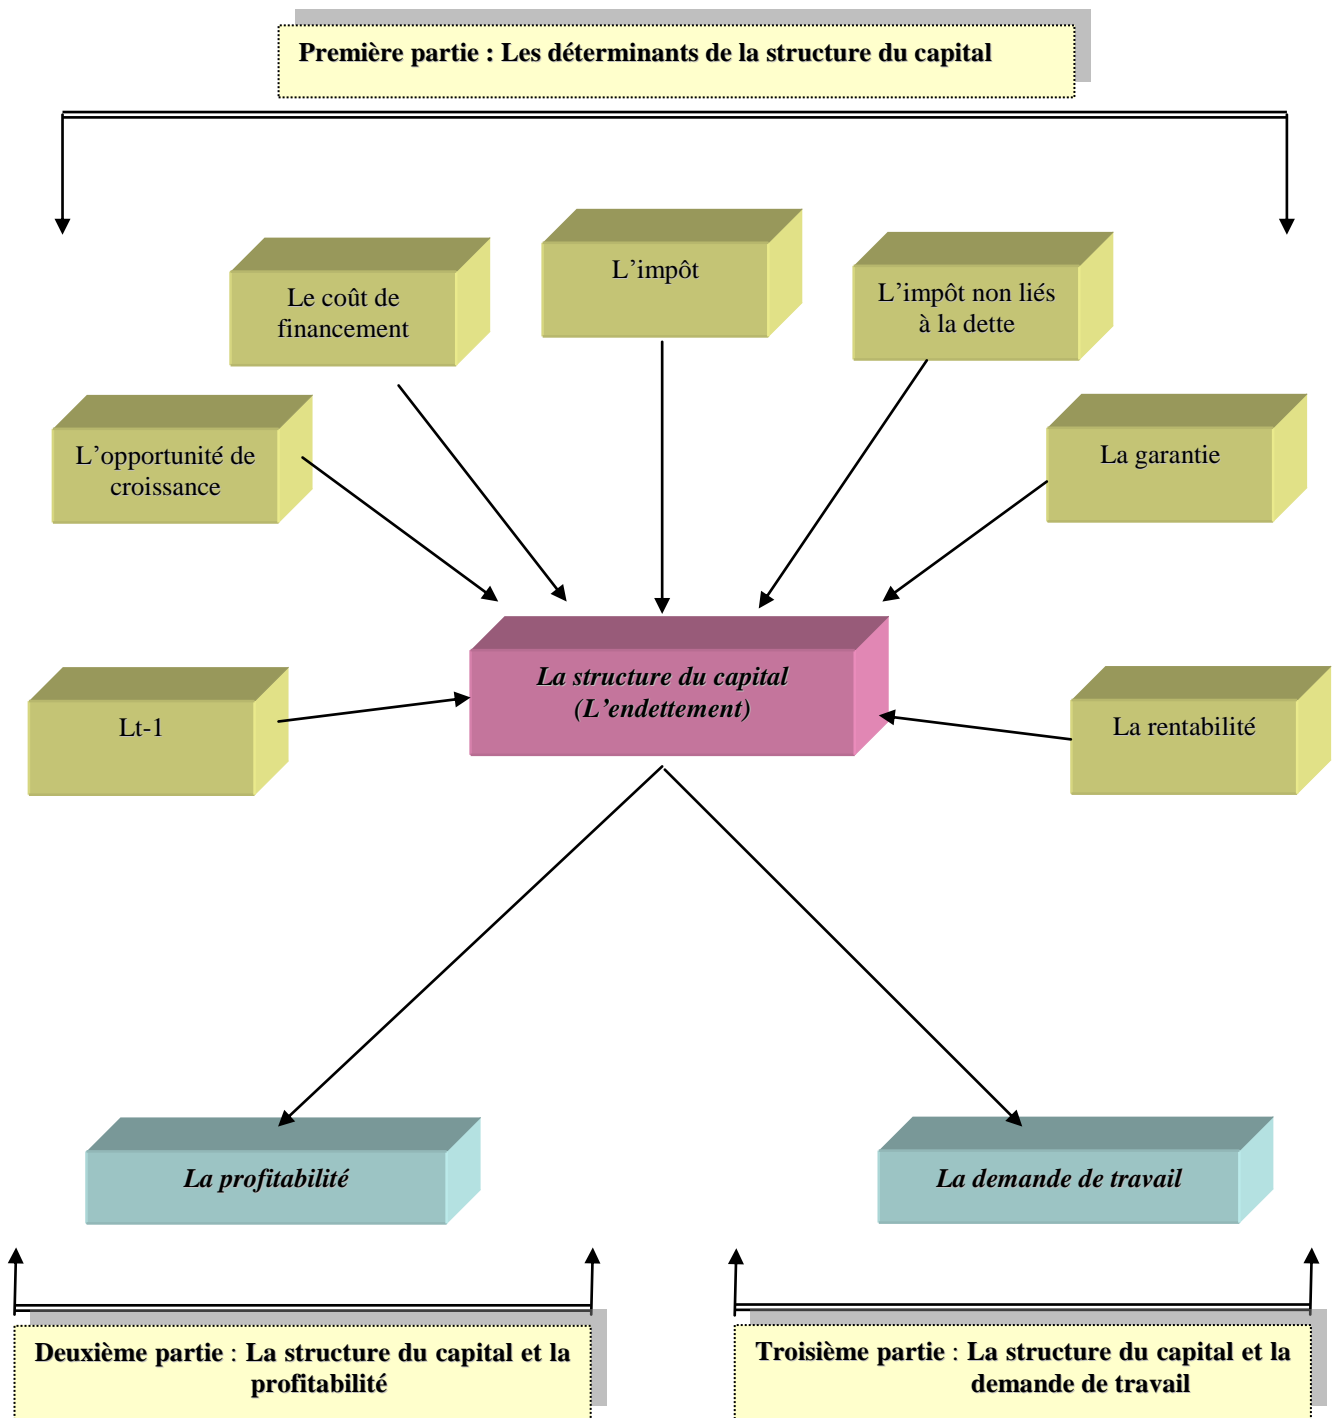 Première partie : Les déterminants de la structure du capital
L’impôt
Le coût de
financement
L’impôt non liés
à la dette
L’opportunité de
croissance
La garantie
La structure du capital
(L’endettement)
Lt-1
La rentabilité
La profitabilité
La demande de travail
Deuxième partie : La structure du capital et la
profitabilité
Troisième partie : La structure du capital et la
demande de travail